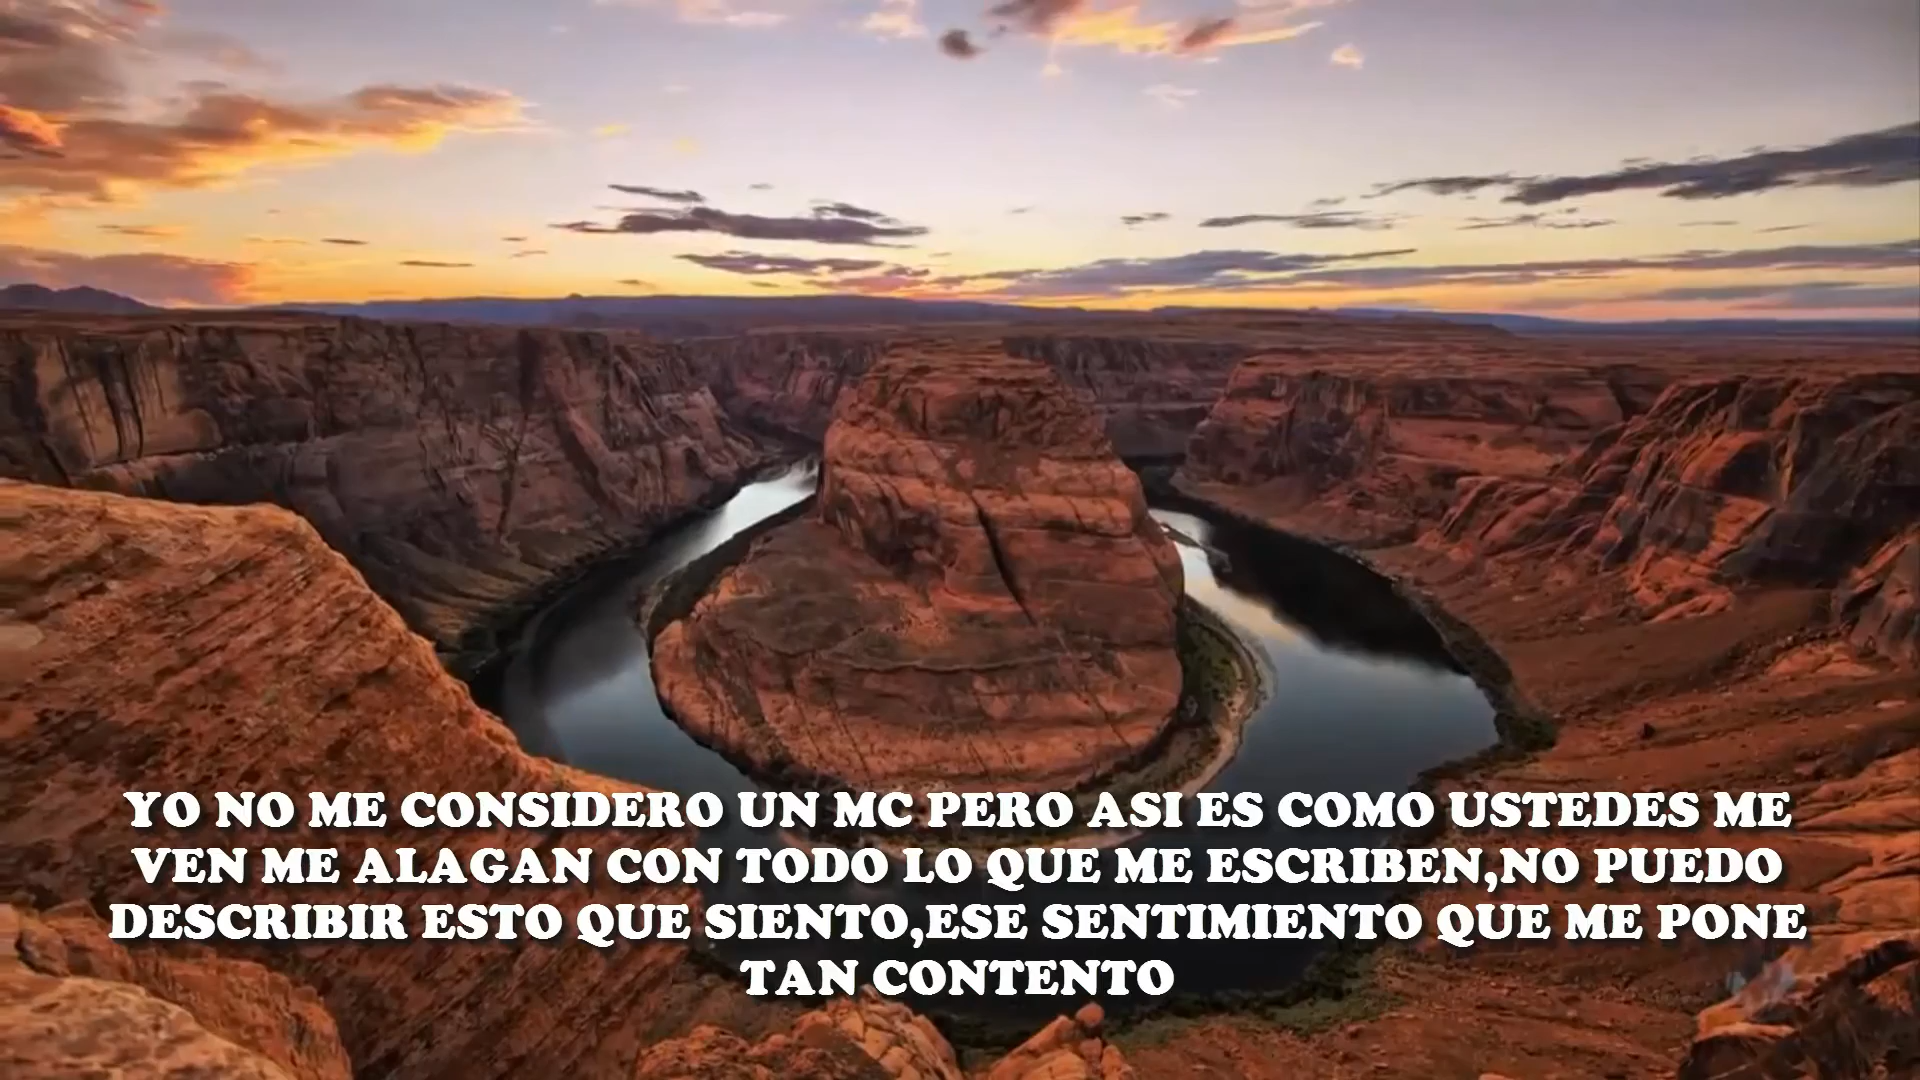 YO NO ME CONSIDERO UN MC PERO ASI ES COMO USTEDES ME
VEN ME ALAGAN CON TODO LO QUE ME ESCRIBEN,NO PUEDO
DESCRIBIR ESTO QUE SIENTO,ESE SENTIMIENTO QUE ME PONE
TAN CONTENTO